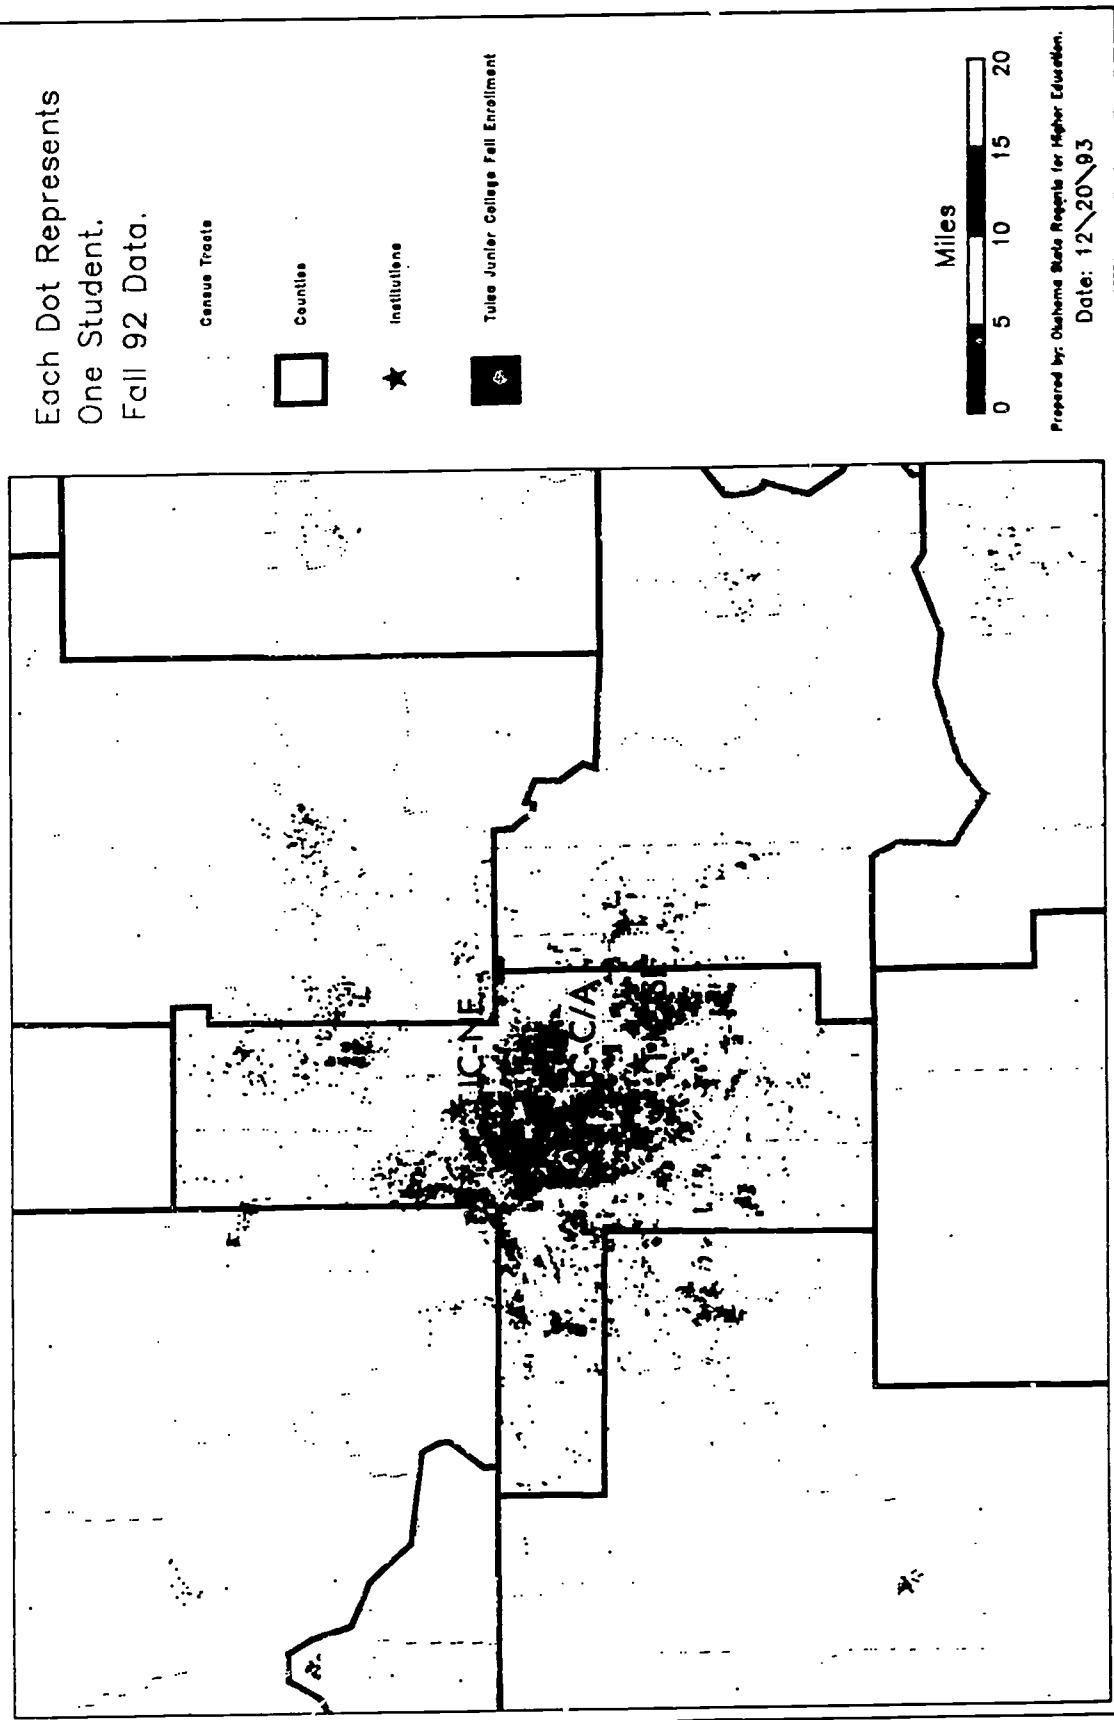 Each Dot Represents
One Student.
Fall 92 Data.
Census Tracts
Counties
Institutions
Tulsa Junior College Fall Enrollment
Miles
0 5 10 15 20
Prepared by: Oklahoma State Regents for Higher Education.
Date: 12\20\93
TJC-NE
C/A